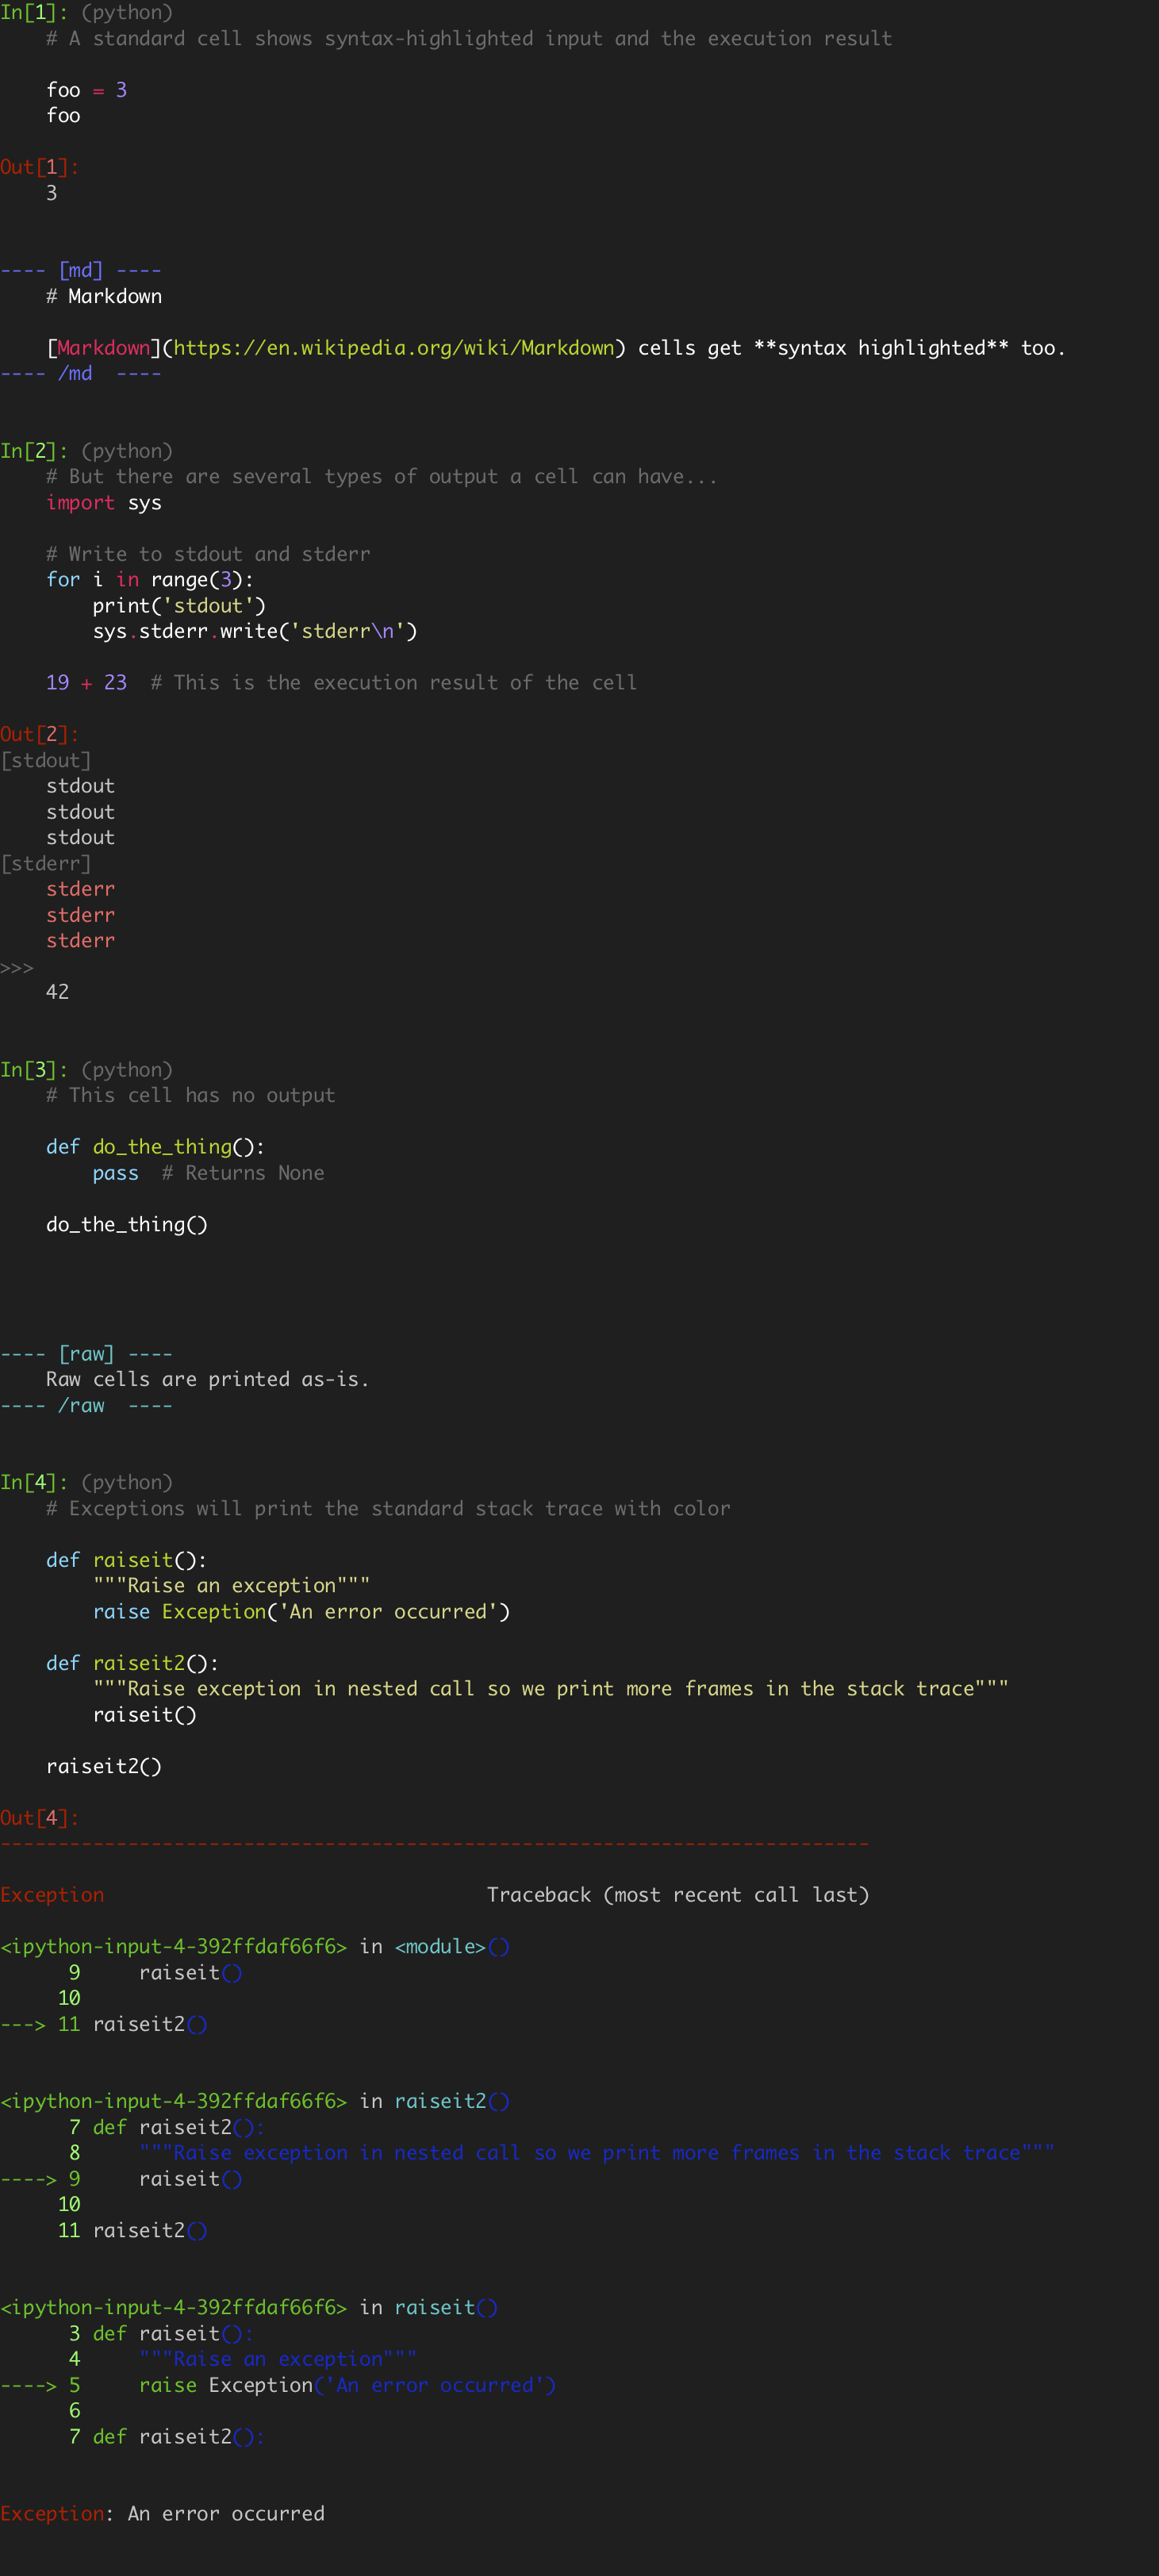 In[1]: (python)
    # A standard cell shows syntax-highlighted input and the execution result

    foo = 3
    foo

Out[1]:
    3


---- [md] ----
    # Markdown

    [Markdown](https://en.wikipedia.org/wiki/Markdown) cells get **syntax highlighted** too.
---- /md  ----


In[2]: (python)
    # But there are several types of output a cell can have...
    import sys

    # Write to stdout and stderr
    for i in range(3):
        print('stdout')
        sys.stderr.write('stderr\n')

    19 + 23  # This is the execution result of the cell

Out[2]:
[stdout]
    stdout
    stdout
    stdout
[stderr]
    stderr
    stderr
    stderr
>>>
    42


In[3]: (python)
    # This cell has no output

    def do_the_thing():
        pass  # Returns None

    do_the_thing()




---- [raw] ----
    Raw cells are printed as-is.
---- /raw  ----


In[4]: (python)
    # Exceptions will print the standard stack trace with color

    def raiseit():
        """Raise an exception"""
        raise Exception('An error occurred')

    def raiseit2():
        """Raise exception in nested call so we print more frames in the stack trace"""
        raiseit()

    raiseit2()

Out[4]:
---------------------------------------------------------------------------

Exception                                 Traceback (most recent call last)

<ipython-input-4-392ffdaf66f6> in <module>()
      9     raiseit()
     10
---> 11 raiseit2()


<ipython-input-4-392ffdaf66f6> in raiseit2()
      7 def raiseit2():
      8     """Raise exception in nested call so we print more frames in the stack trace"""
----> 9     raiseit()
     10
     11 raiseit2()


<ipython-input-4-392ffdaf66f6> in raiseit()
      3 def raiseit():
      4     """Raise an exception"""
----> 5     raise Exception('An error occurred')
      6
      7 def raiseit2():


Exception: An error occurred